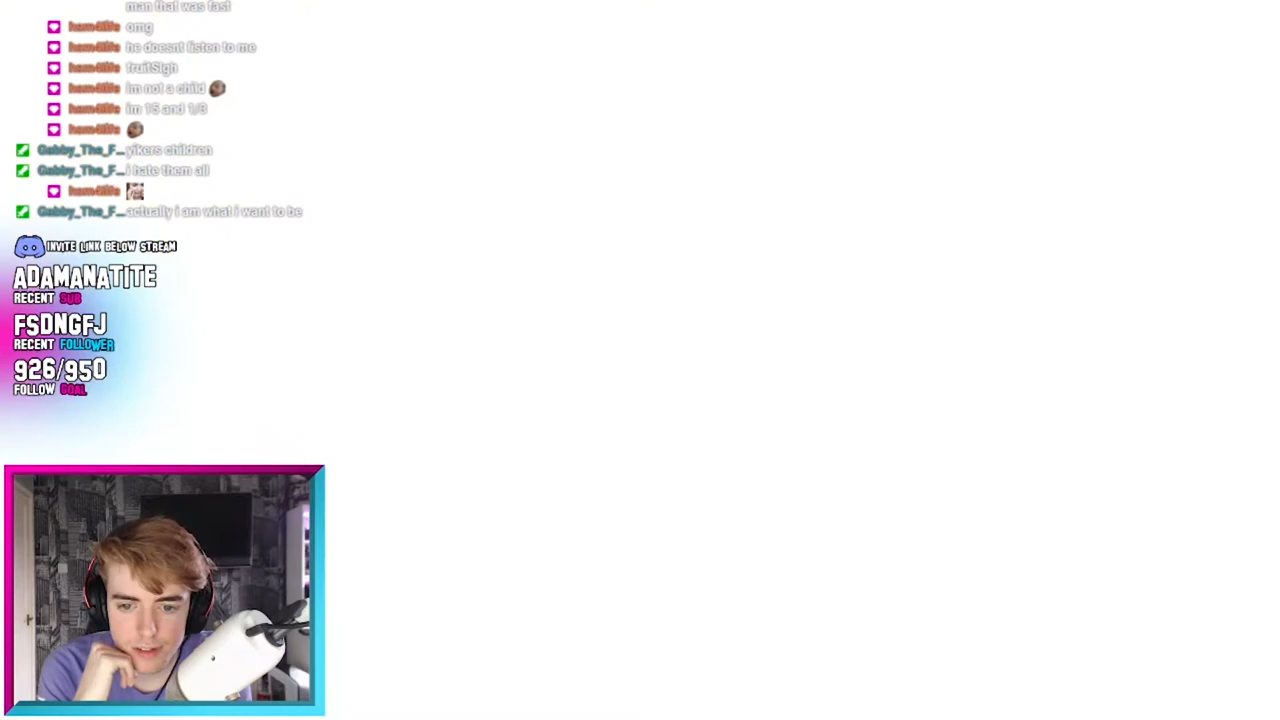 man that was fast
ham4life omg
ham4life he doesnt listen to me
ham4life fruitSigh
ham4life im not a child
ham4life im 15 and 1/3
ham4life
Gabby_The_F... yikers children
Gabby_The_F... i hate them all
ham4life
Gabby_The_F... actually i am what i want to be
INVITE LINK BELOW STREAM
ADAMANATITE
RECENT SUB
FSDNGFJ
RECENT FOLLOWER
926/950
FOLLOW GOAL